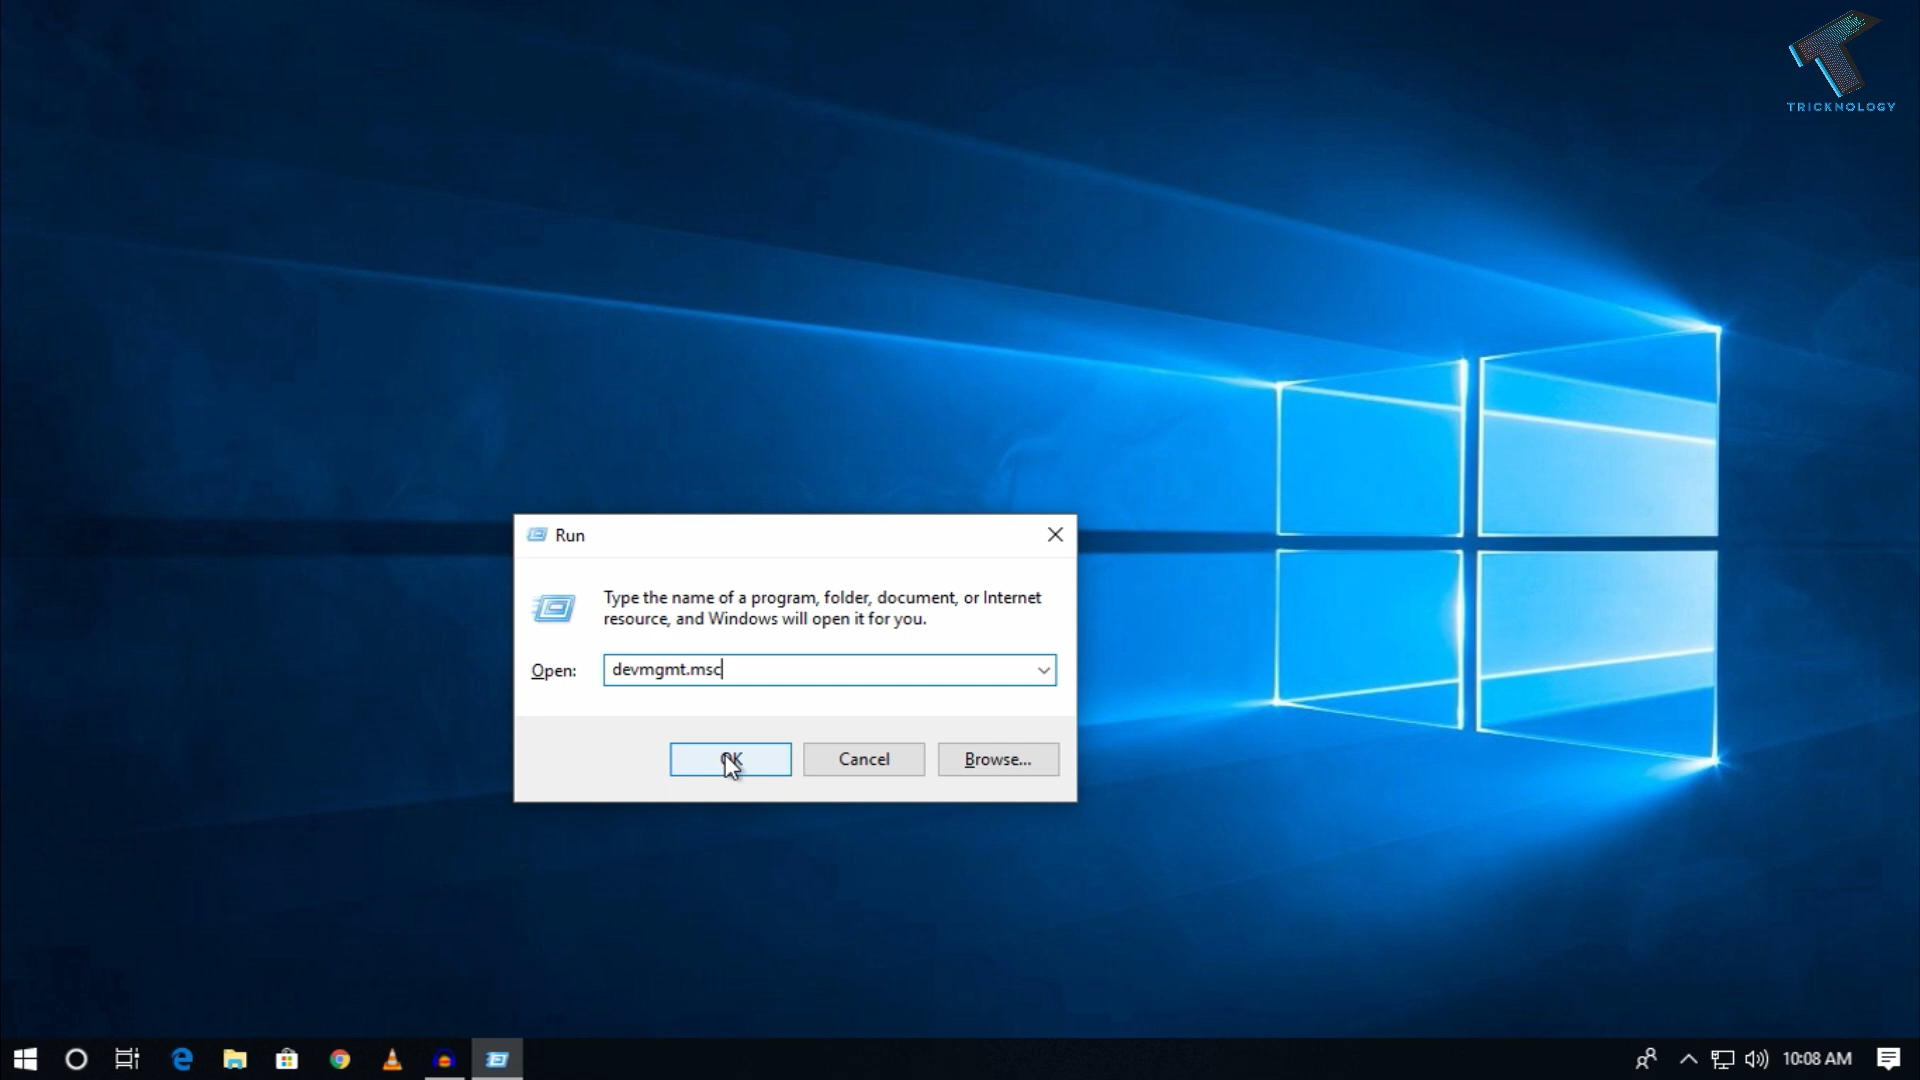 TRICKNOLOGY
Run
Type the name of a program, folder, document, or Internet
resource, and Windows will open it for you.
Open: devmgmt.msc
OK Cancel Browse...
10:08 AM